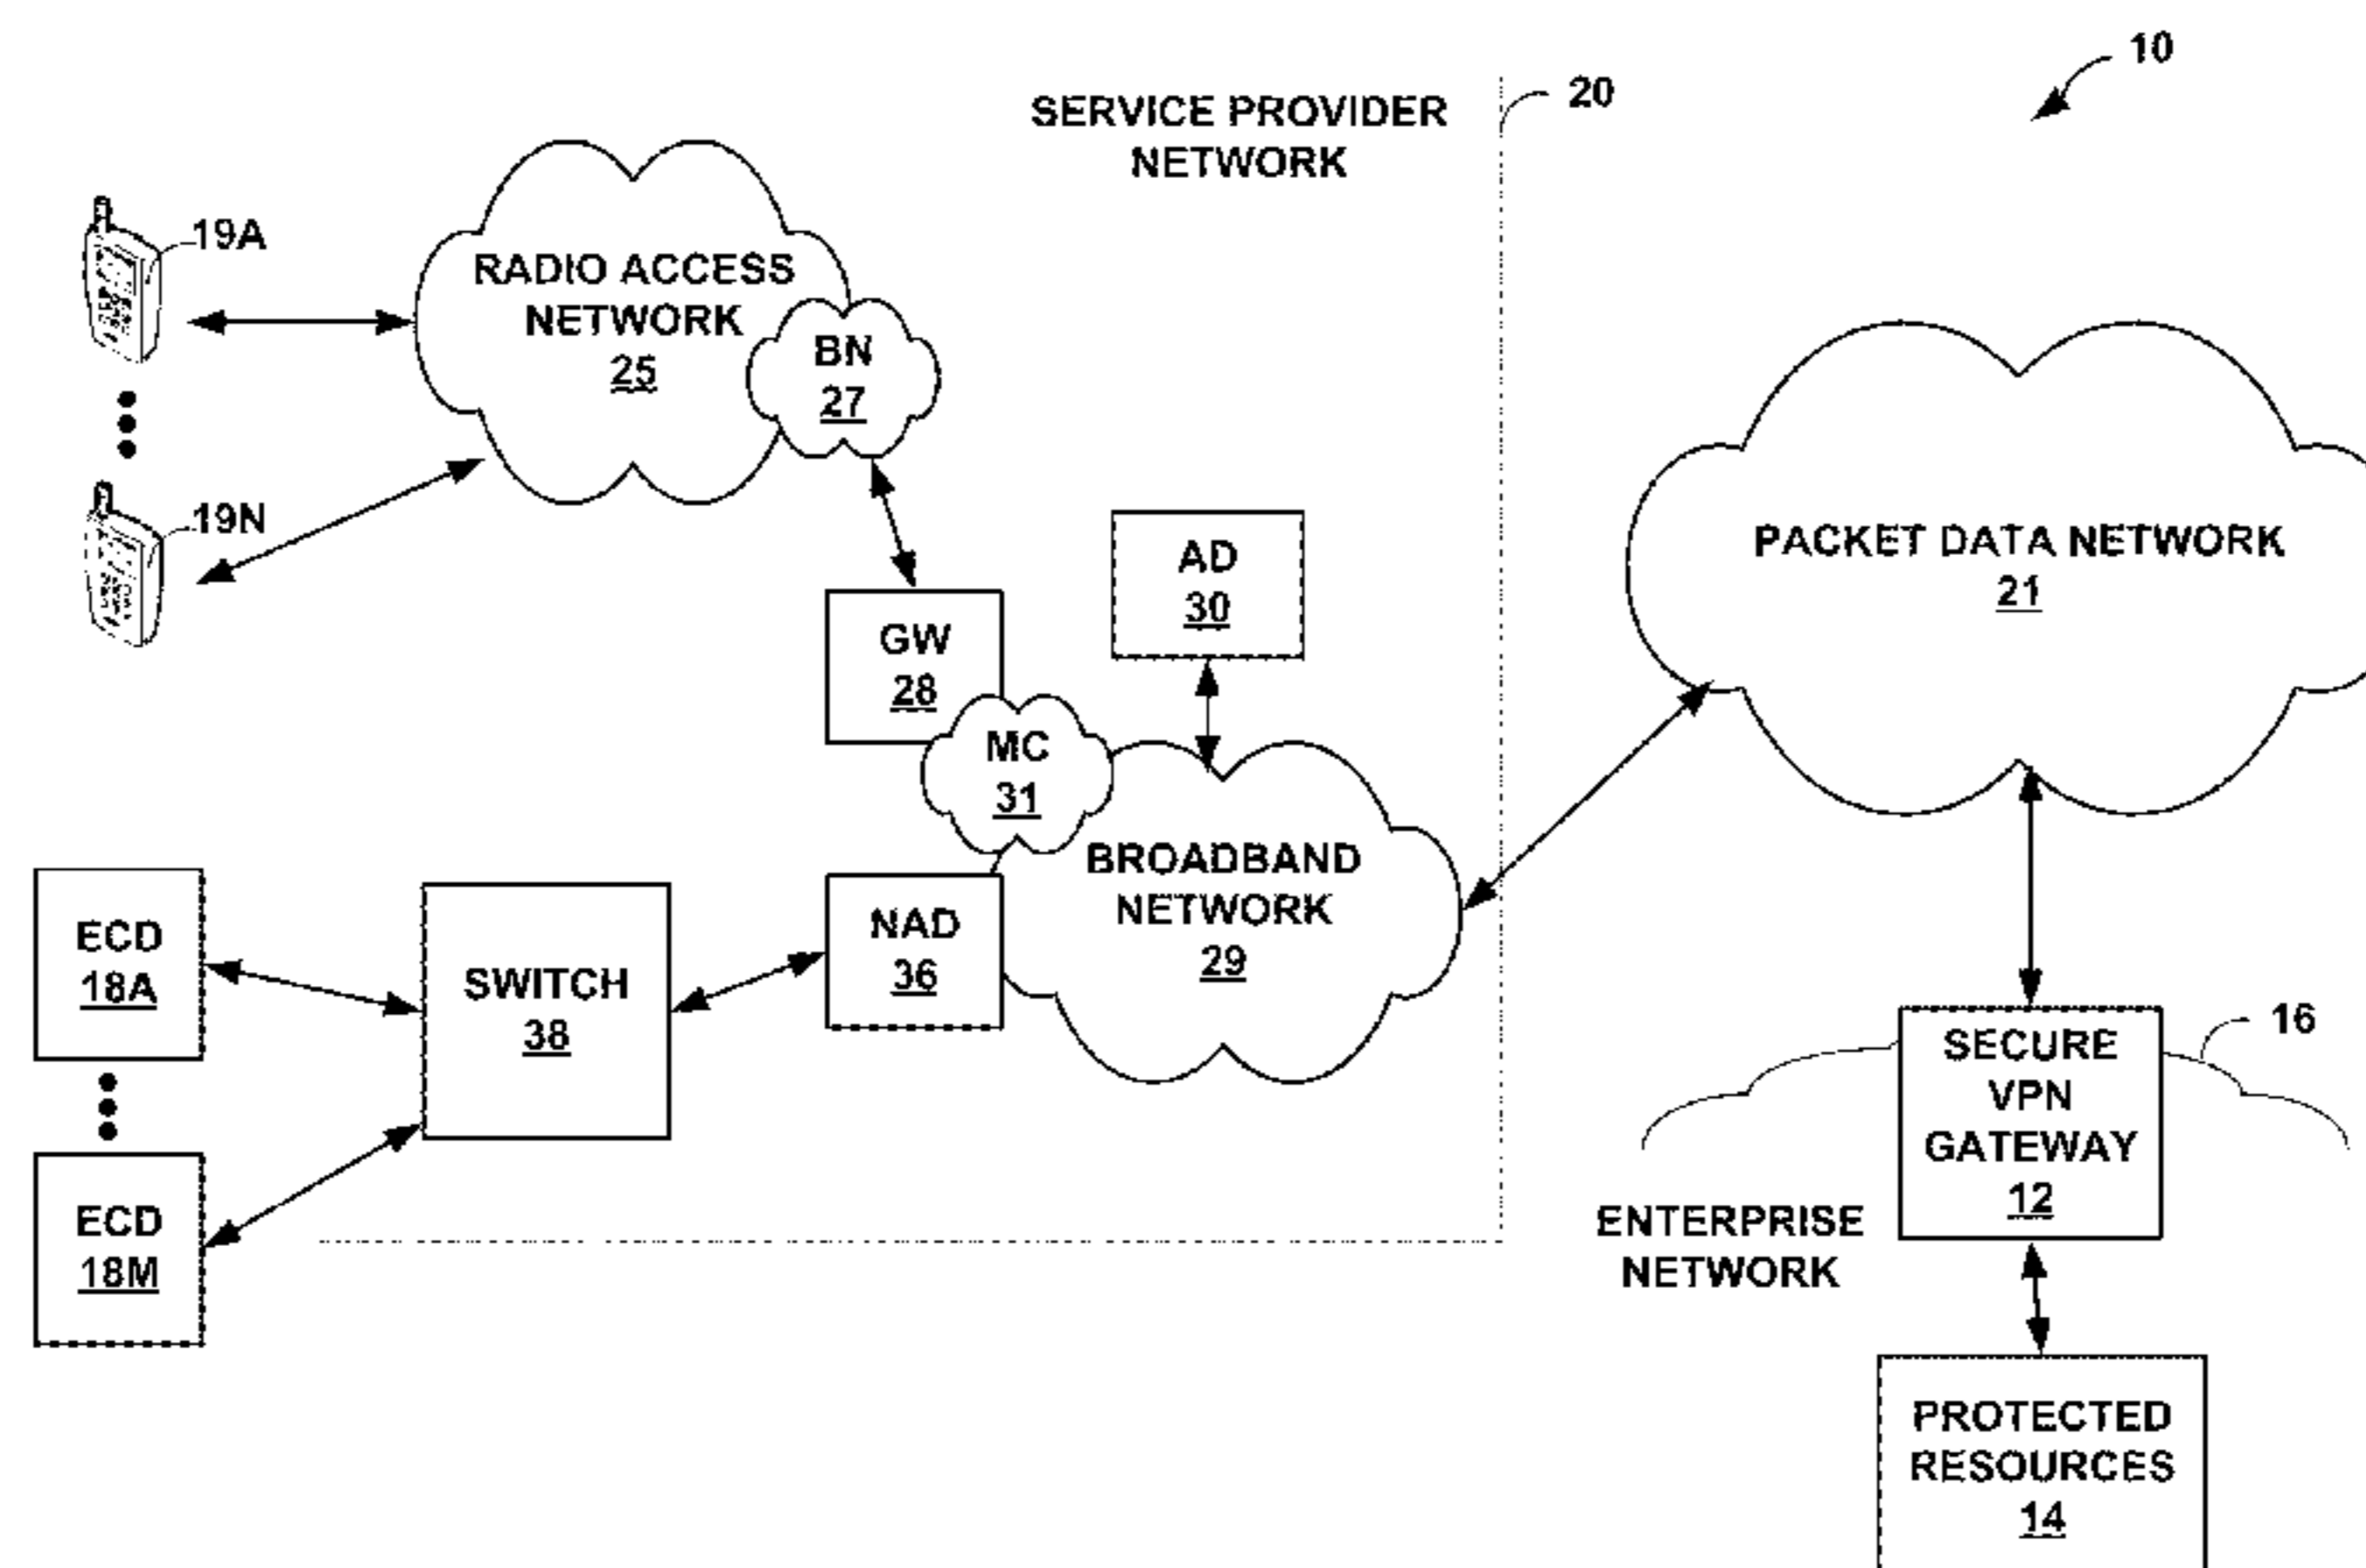 10
SERVICE PROVIDER
NETWORK
20
19A
RADIO ACCESS
NETWORK
25
BN
27
19N
PACKET DATA NETWORK
21
AD
30
GW
28
MC
31
BROADBAND
NETWORK
29
ECD
18A
SWITCH
38
NAD
36
16
SECURE
VPN
GATEWAY
12
ECD
18M
ENTERPRISE
NETWORK
PROTECTED
RESOURCES
14